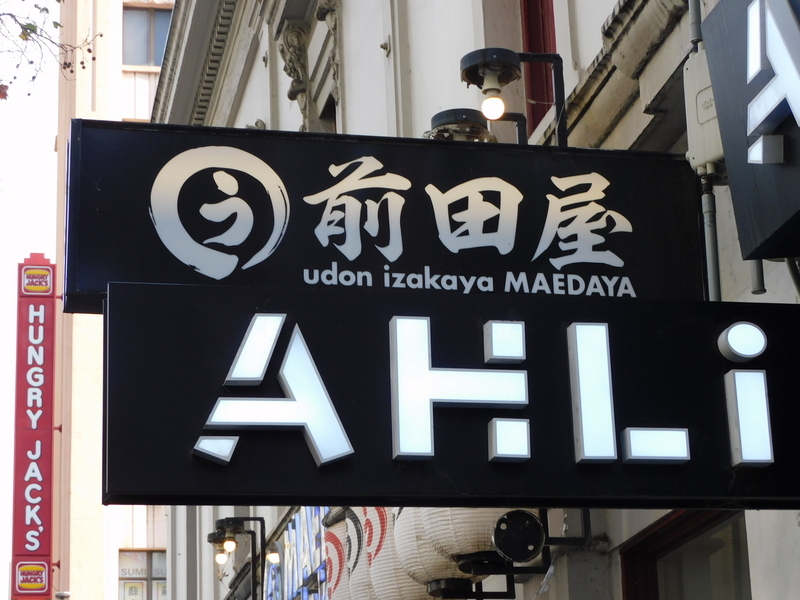 う 前田屋
udon izakaya MAEDAYA
AHLi
HUNGRY JACK'S
HUNGRY JACK'S
HUNGRY JACK'S